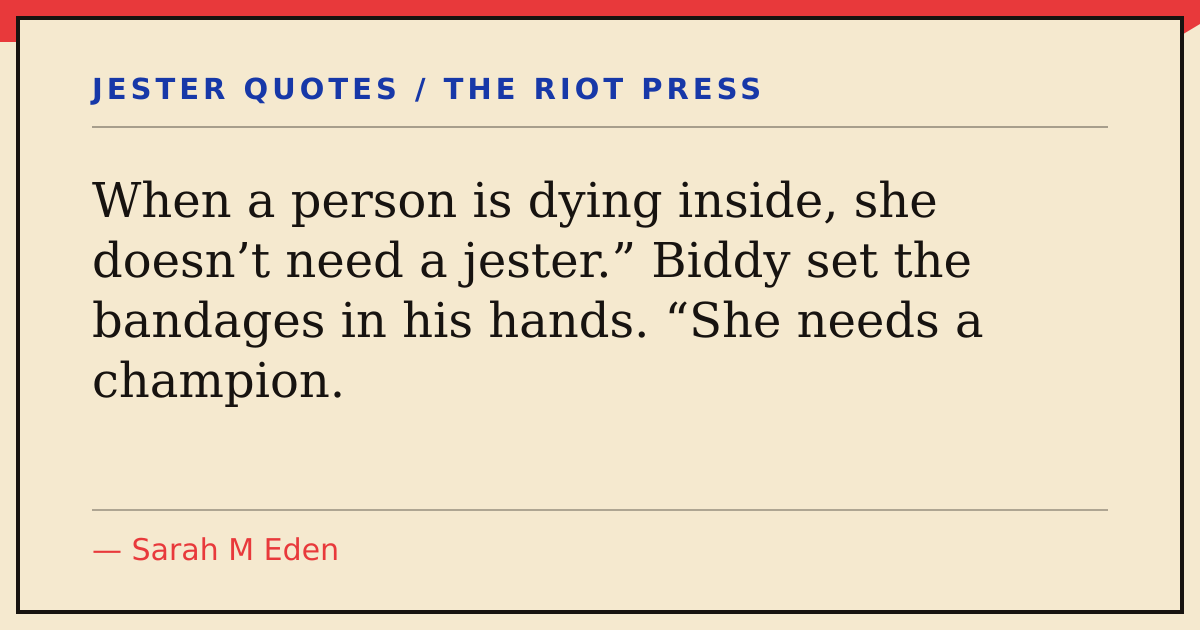 JESTER QUOTES / THE RIOT PRESS
When a person is dying inside, she
doesn’t need a jester.” Biddy set the
bandages in his hands. “She needs a
champion.
— Sarah M Eden